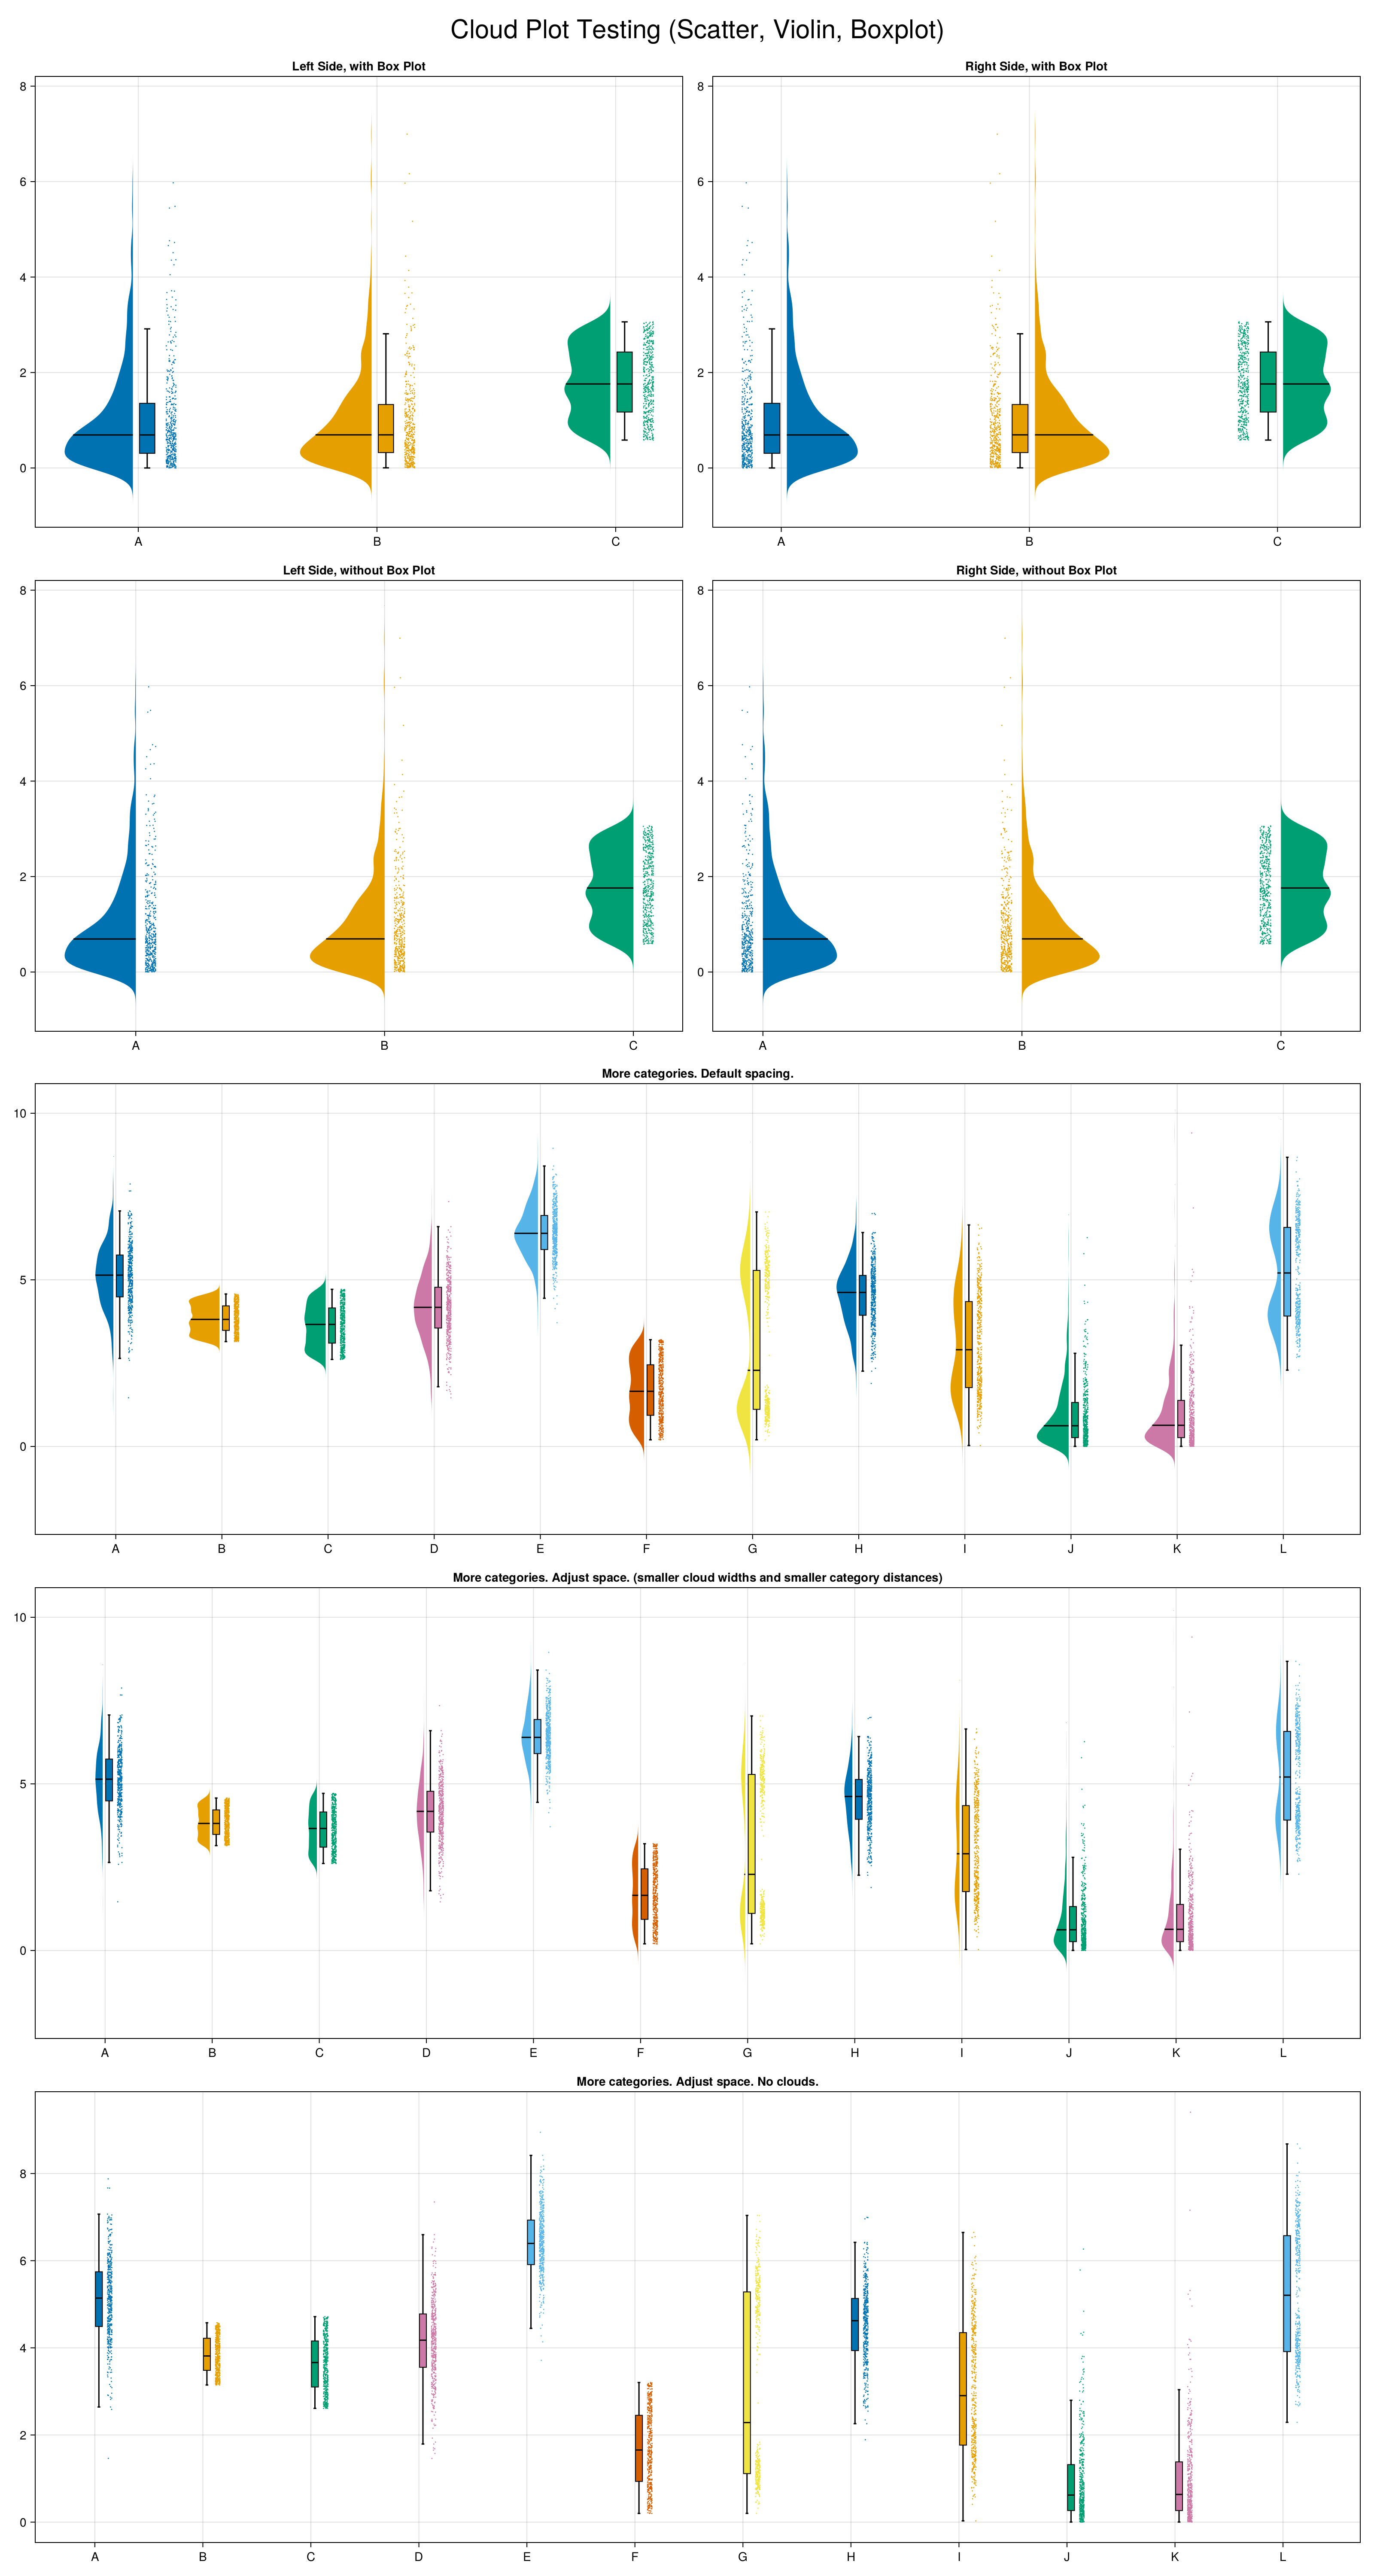 Cloud Plot Testing (Scatter, Violin, Boxplot)
Left Side, with Box Plot
8
6
4
2
0
A B C
Right Side, with Box Plot
8
6
4
2
0
A B C
Left Side, without Box Plot
8
6
4
2
0
A B C
Right Side, without Box Plot
8
6
4
2
0
A B C
More categories. Default spacing.
10
5
0
A B C D E F G H I J K L
More categories. Adjust space. (smaller cloud widths and smaller category distances)
10
5
0
A B C D E F G H I J K L
More categories. Adjust space. No clouds.
8
6
4
2
0
A B C D E F G H I J K L